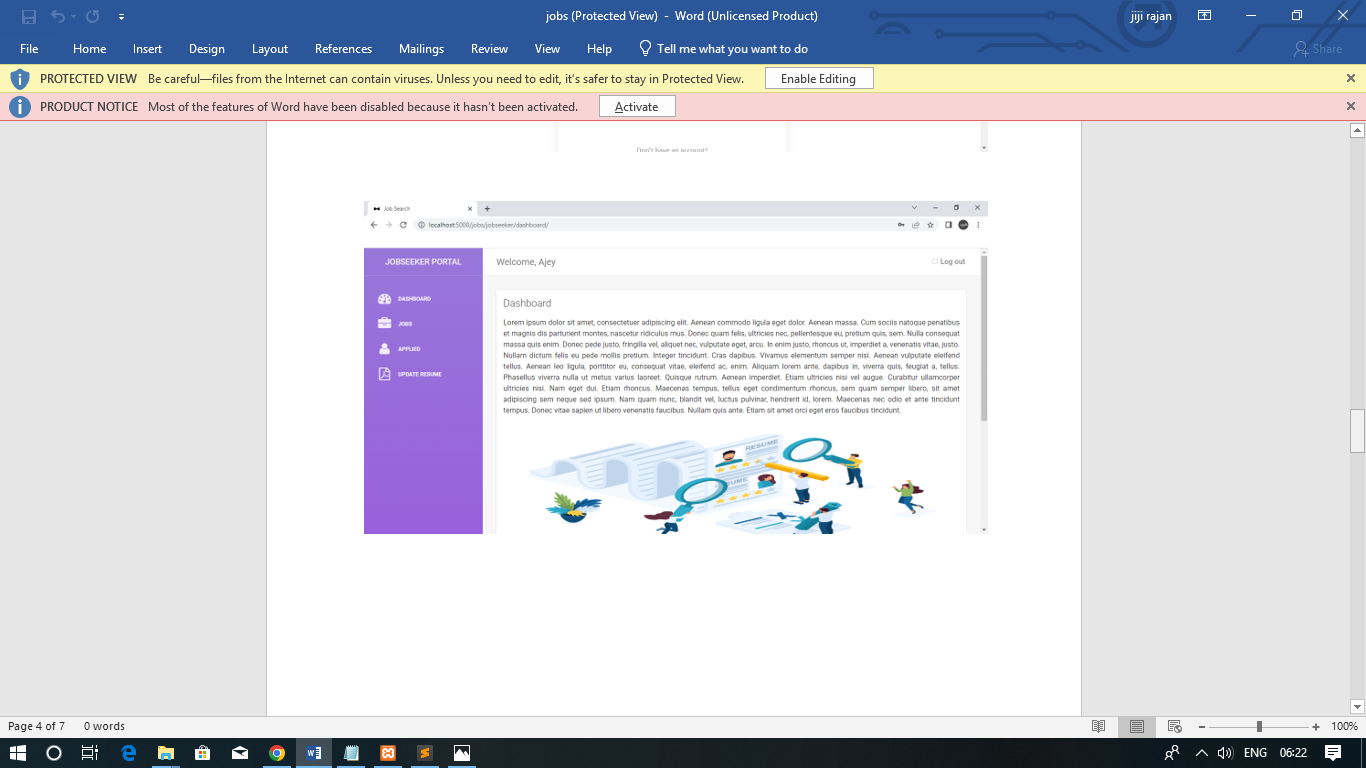 jobs (Protected View) - Word (Unlicensed Product)
jiji rajan
File Home Insert Design Layout References Mailings Review View Help Tell me what you want to do Share
PROTECTED VIEW Be careful—files from the Internet can contain viruses. Unless you need to edit, it's safer to stay in Protected View. Enable Editing
PRODUCT NOTICE Most of the features of Word have been disabled because it hasn't been activated. Activate
Don't have an account?
Job Search
localhost:5000/jobs/jobseeker/dashboard/
JOBSEEKER PORTAL
Welcome, Ajey
Log out
DASHBOARD
JOBS
APPLIED
UPDATE RESUME
Dashboard
Lorem ipsum dolor sit amet, consectetuer adipiscing elit. Aenean commodo ligula eget dolor. Aenean massa. Cum sociis natoque penatibus
et magnis dis parturient montes, nascetur ridiculus mus. Donec quam felis, ultricies nec, pellentesque eu, pretium quis, sem. Nulla consequat
massa quis enim. Donec pede justo, fringilla vel, aliquet nec, vulputate eget, arcu. In enim justo, rhoncus ut, imperdiet a, venenatis vitae, justo.
Nullam dictum felis eu pede mollis pretium. Integer tincidunt. Cras dapibus. Vivamus elementum semper nisi. Aenean vulputate eleifend
tellus. Aenean leo ligula, porttitor eu, consequat vitae, eleifend ac, enim. Aliquam lorem ante, dapibus in, viverra quis, feugiat a, tellus.
Phasellus viverra nulla ut metus varius laoreet. Quisque rutrum. Aenean imperdiet. Etiam ultricies nisi vel augue. Curabitur ullamcorper
ultricies nisi. Nam eget dui. Etiam rhoncus. Maecenas tempus, tellus eget condimentum rhoncus, sem quam semper libero, sit amet
adipiscing sem neque sed ipsum. Nam quam nunc, blandit vel, luctus pulvinar, hendrerit id, lorem. Maecenas nec odio et ante tincidunt
tempus. Donec vitae sapien ut libero venenatis faucibus. Nullam quis ante. Etiam sit amet orci eget eros faucibus tincidunt.
RESUME
Page 4 of 7 0 words
100%
ENG 06:22